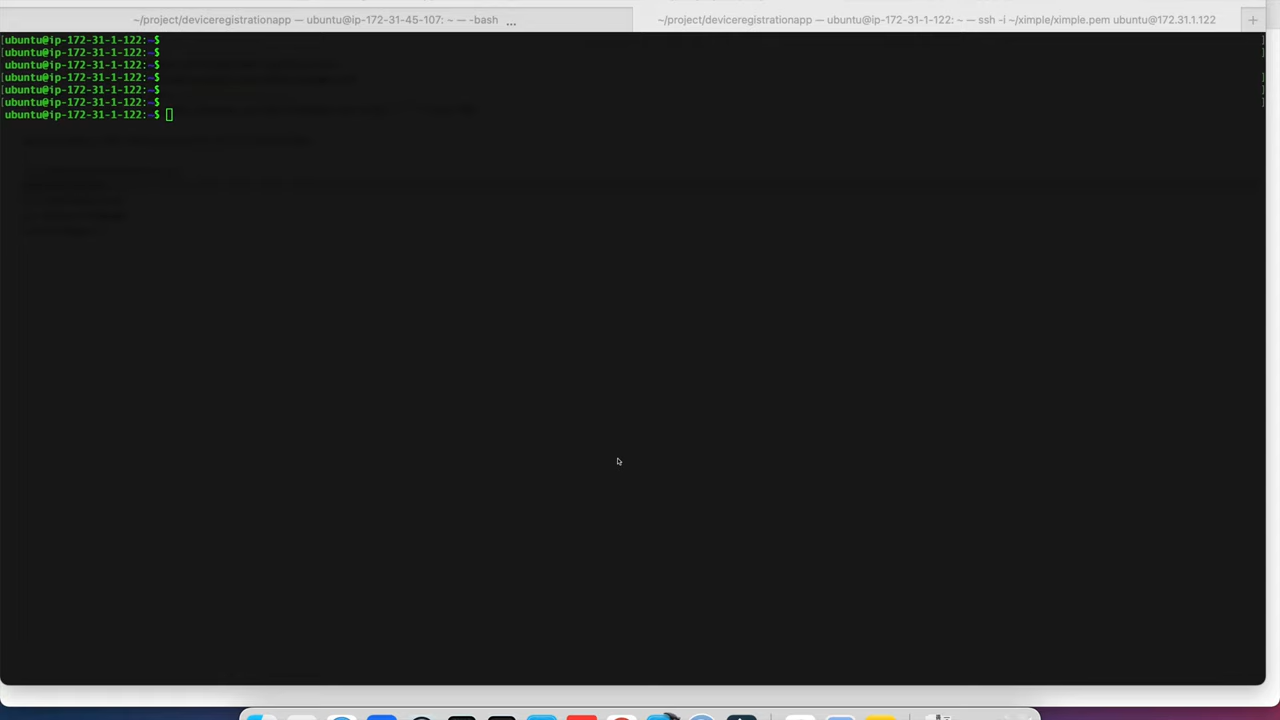 ~/project/deviceregistrationapp — ubuntu@ip-172-31-45-107: ~ — -bash ...
~/project/deviceregistrationapp — ubuntu@ip-172-31-1-122: ~ — ssh -i ~/ximple/ximple.pem ubuntu@172.31.1.122 +
[ubuntu@ip-172-31-1-122:~$ ]
[ubuntu@ip-172-31-1-122:~$ ]
ubuntu@ip-172-31-1-122:~$
[ubuntu@ip-172-31-1-122:~$ ]
[ubuntu@ip-172-31-1-122:~$ ]
[ubuntu@ip-172-31-1-122:~$ ]
ubuntu@ip-172-31-1-122:~$